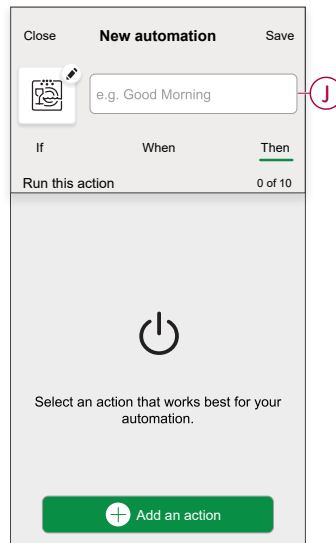 Close New automation Save
e.g. Good Morning
J
If When Then
Run this action 0 of 10
Select an action that works best for your
automation.
Add an action